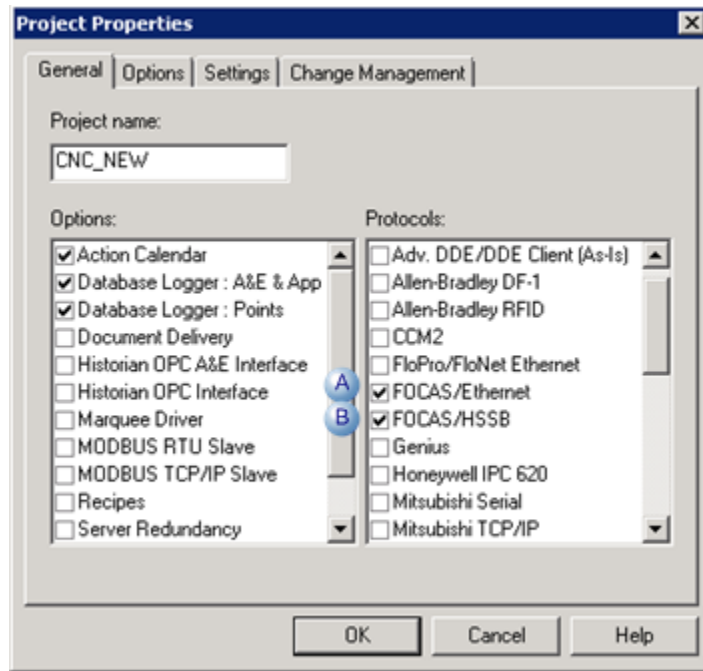 Project Properties
General Options Settings Change Management
Project name:
CNC_NEW
Options:
Action Calendar
Database Logger : A&E & App
Database Logger : Points
Document Delivery
Historian OPC A&E Interface
Historian OPC Interface
Marquee Driver
MODBUS RTU Slave
MODBUS TCP/IP Slave
Recipes
Server Redundancy
Protocols:
Adv. DDE/DDE Client (As-Is)
Allen-Bradley DF-1
Allen-Bradley RFID
CCM2
FloPro/FloNet Ethernet
A FOCAS/Ethernet
B FOCAS/HSSB
Genius
Honeywell IPC 620
Mitsubishi Serial
Mitsubishi TCP/IP
OK Cancel Help